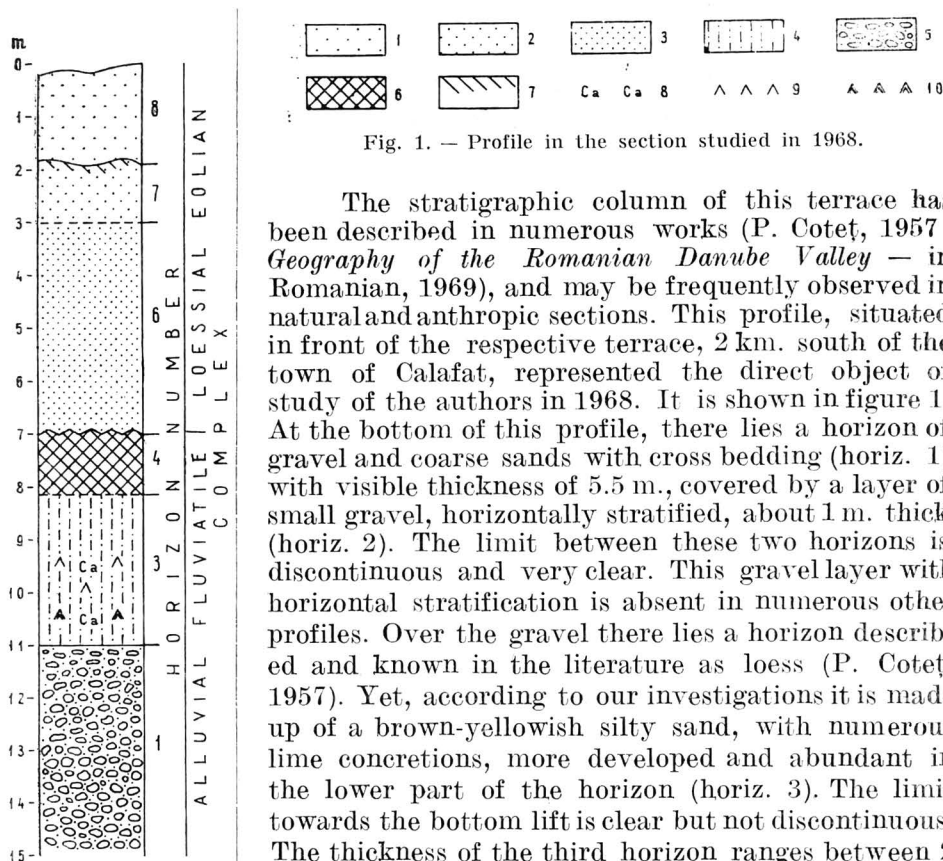 m
0-
1-
2-
3-
4-
5-
6-
7-
8-
9-
10-
11-
12-
13-
14-
15-
8
7
6
4
3
1
Ca
Ca
HORIZON NUMBER
ALLUVIAL FLUVIATILE / LOESSIAL EOLIAN
COMPLEX
1 2 3 4 5
6 7 Ca Ca 8 9 10
Fig. 1. — Profile in the section studied in 1968.
The stratigraphic column of this terrace ha
been described in numerous works (P. Coteţ, 1957
Geography of the Romanian Danube Valley — in
Romanian, 1969), and may be frequently observed in
natural and anthropic sections. This profile, situated
in front of the respective terrace, 2 km. south of the
town of Calafat, represented the direct object of
study of the authors in 1968. It is shown in figure 1.
At the bottom of this profile, there lies a horizon of
gravel and coarse sands with cross bedding (horiz. 1)
with visible thickness of 5.5 m., covered by a layer of
small gravel, horizontally stratified, about 1 m. thick
(horiz. 2). The limit between these two horizons is
discontinuous and very clear. This gravel layer with
horizontal stratification is absent in numerous othe
profiles. Over the gravel there lies a horizon describ
ed and known in the literature as loess (P. Coteţ
1957). Yet, according to our investigations it is mad
up of a brown-yellowish silty sand, with numerou
lime concretions, more developed and abundant in
the lower part of the horizon (horiz. 3). The limi
towards the bottom lift is clear but not discontinuous
The thickness of the third horizon ranges between